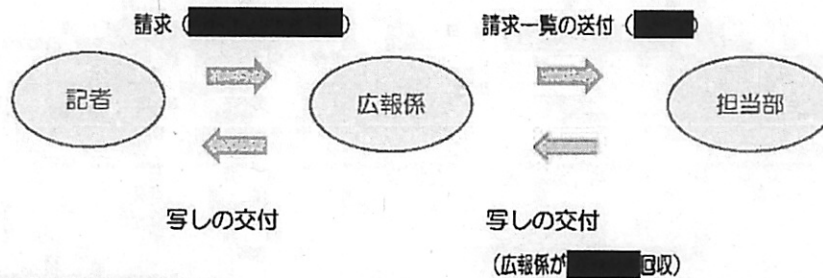 請求(
)
請求一覧の送付(
)
記者
広報係
担当部
写しの交付
写しの交付
(広報係が
回収)